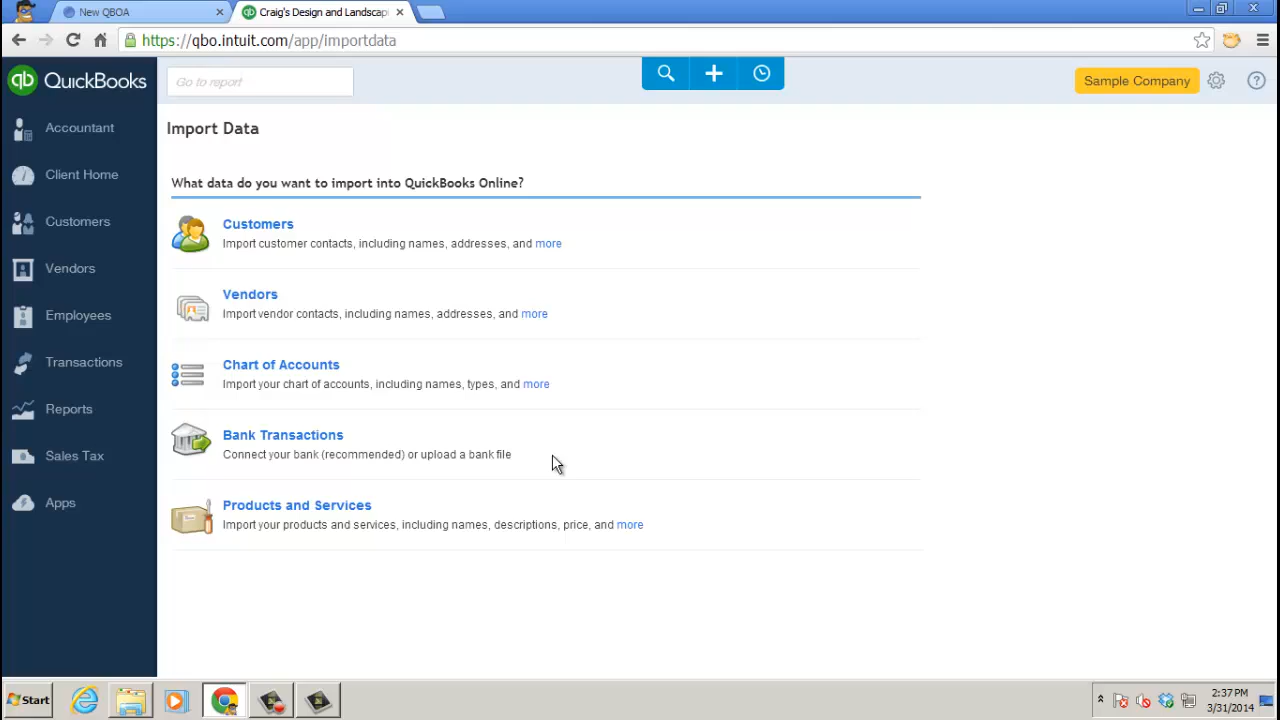 New QBOA
Craig's Design and Landscapi
https://qbo.intuit.com/app/importdata
qb QuickBooks
Go to report
Sample Company
Accountant
Client Home
Customers
Vendors
Employees
Transactions
Reports
Sales Tax
Apps
Import Data
What data do you want to import into QuickBooks Online?
Customers
Import customer contacts, including names, addresses, and more
Vendors
Import vendor contacts, including names, addresses, and more
Chart of Accounts
Import your chart of accounts, including names, types, and more
Bank Transactions
Connect your bank (recommended) or upload a bank file
Products and Services
Import your products and services, including names, descriptions, price, and more
Start
2:37 PM
3/31/2014